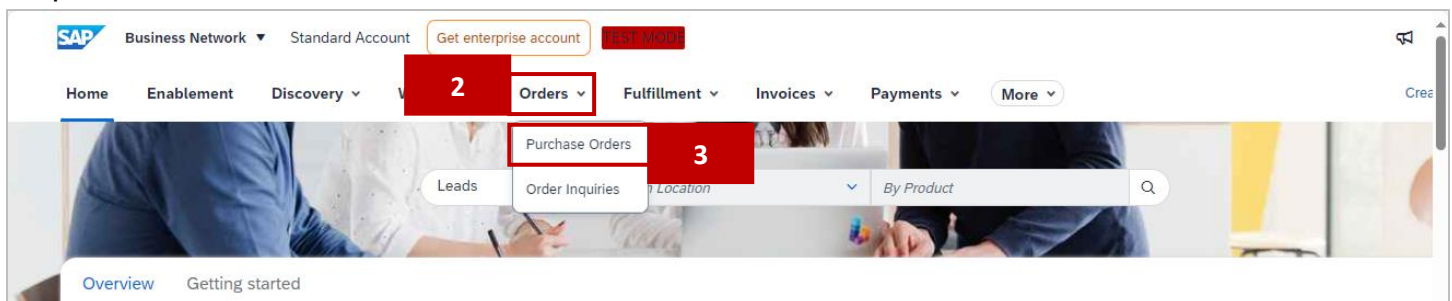 SAP Business Network Standard Account Get enterprise account TEST MODE
Home Enablement Discovery 2 Orders Fulfillment Invoices Payments More Crea
Purchase Orders 3
Leads Order Inquiries Location By Product
Overview Getting started